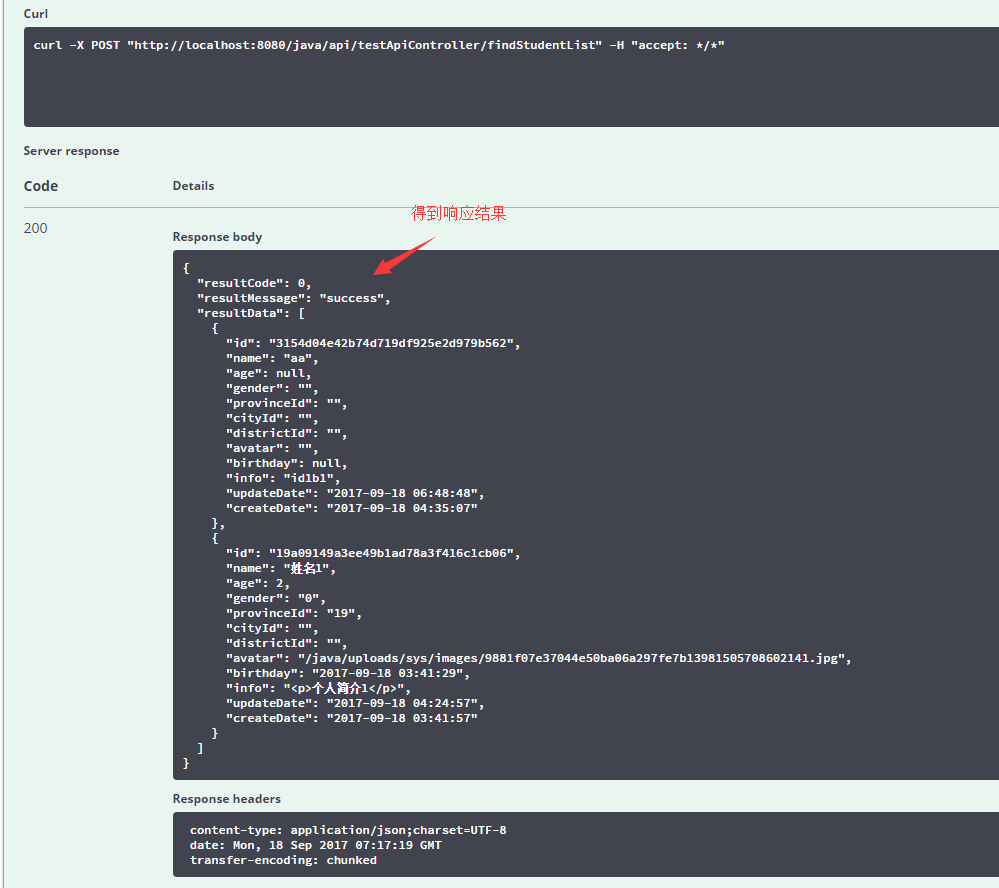 Curl
curl -X POST "http://localhost:8080/java/api/testApiController/findStudentList" -H "accept: */*"
Server response
Code Details
得到响应结果
200
Response body
{
  "resultCode": 0,
  "resultMessage": "success",
  "resultData": [
    {
      "id": "3154d04e42b74d719df925e2d979b562",
      "name": "aa",
      "age": null,
      "gender": "",
      "provinceId": "",
      "cityId": "",
      "districtId": "",
      "avatar": "",
      "birthday": null,
      "info": "id1b1",
      "updateDate": "2017-09-18 06:48:48",
      "createDate": "2017-09-18 04:35:07"
    },
    {
      "id": "19a09149a3ee49b1ad78a3f416c1cb06",
      "name": "姓名1",
      "age": 2,
      "gender": "0",
      "provinceId": "19",
      "cityId": "",
      "districtId": "",
      "avatar": "/java/uploads/sys/images/9881f07e37044e50ba06a297fe7b13981505708602141.jpg",
      "birthday": "2017-09-18 03:41:29",
      "info": "<p>个人简介1</p>",
      "updateDate": "2017-09-18 04:24:57",
      "createDate": "2017-09-18 03:41:57"
    }
  ]
}
Response headers
content-type: application/json;charset=UTF-8
date: Mon, 18 Sep 2017 07:17:19 GMT
transfer-encoding: chunked